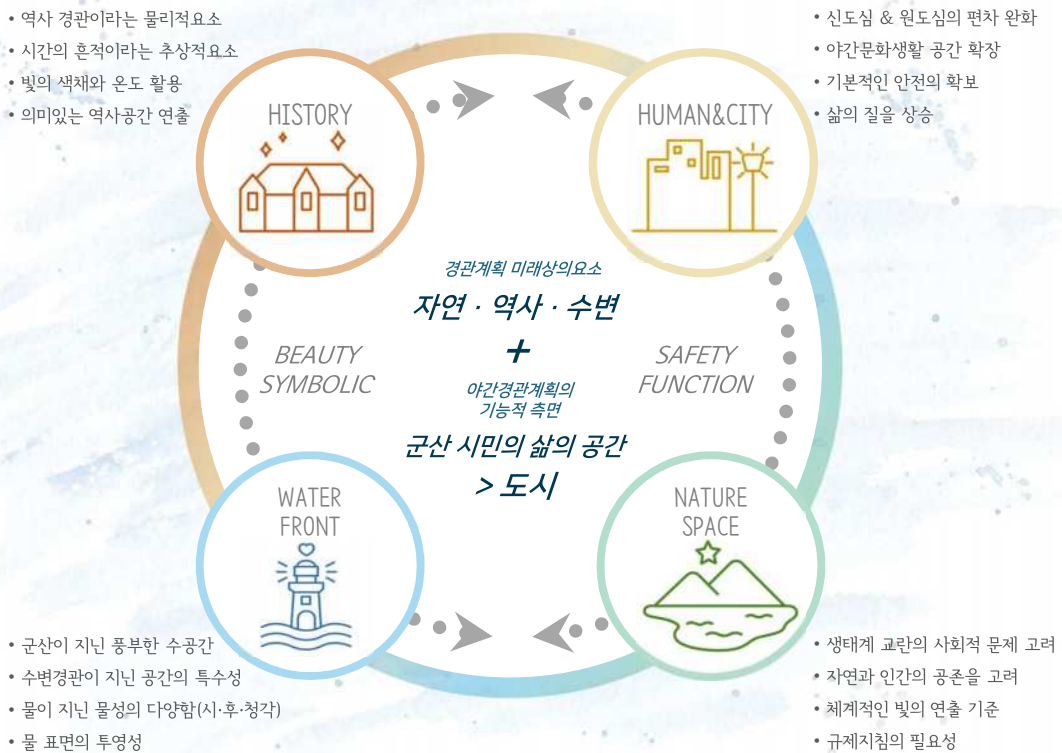 • 역사 경관이라는 물리적요소
• 시간의 흔적이라는 추상적요소
• 빛의 색채와 온도 활용
• 의미있는 역사공간 연출
• 신도심 & 원도심의 편차 완화
• 야간문화생활 공간 확장
• 기본적인 안전의 확보
• 삶의 질을 상승
HISTORY
HUMAN&CITY
경관계획 미래상의요소
자연 · 역사 · 수변
+
BEAUTY
SYMBOLIC
SAFETY
FUNCTION
야간경관계획의
기능적 측면
군산 시민의 삶의 공간
> 도시
WATER
FRONT
NATURE
SPACE
• 군산이 지닌 풍부한 수공간
• 수변경관이 지닌 공간의 특수성
• 물이 지닌 물성의 다양함(시·후·청각)
• 물 표면의 투영성
• 생태계 교란의 사회적 문제 고려
• 자연과 인간의 공존을 고려
• 체계적인 빛의 연출 기준
• 규제지침의 필요성